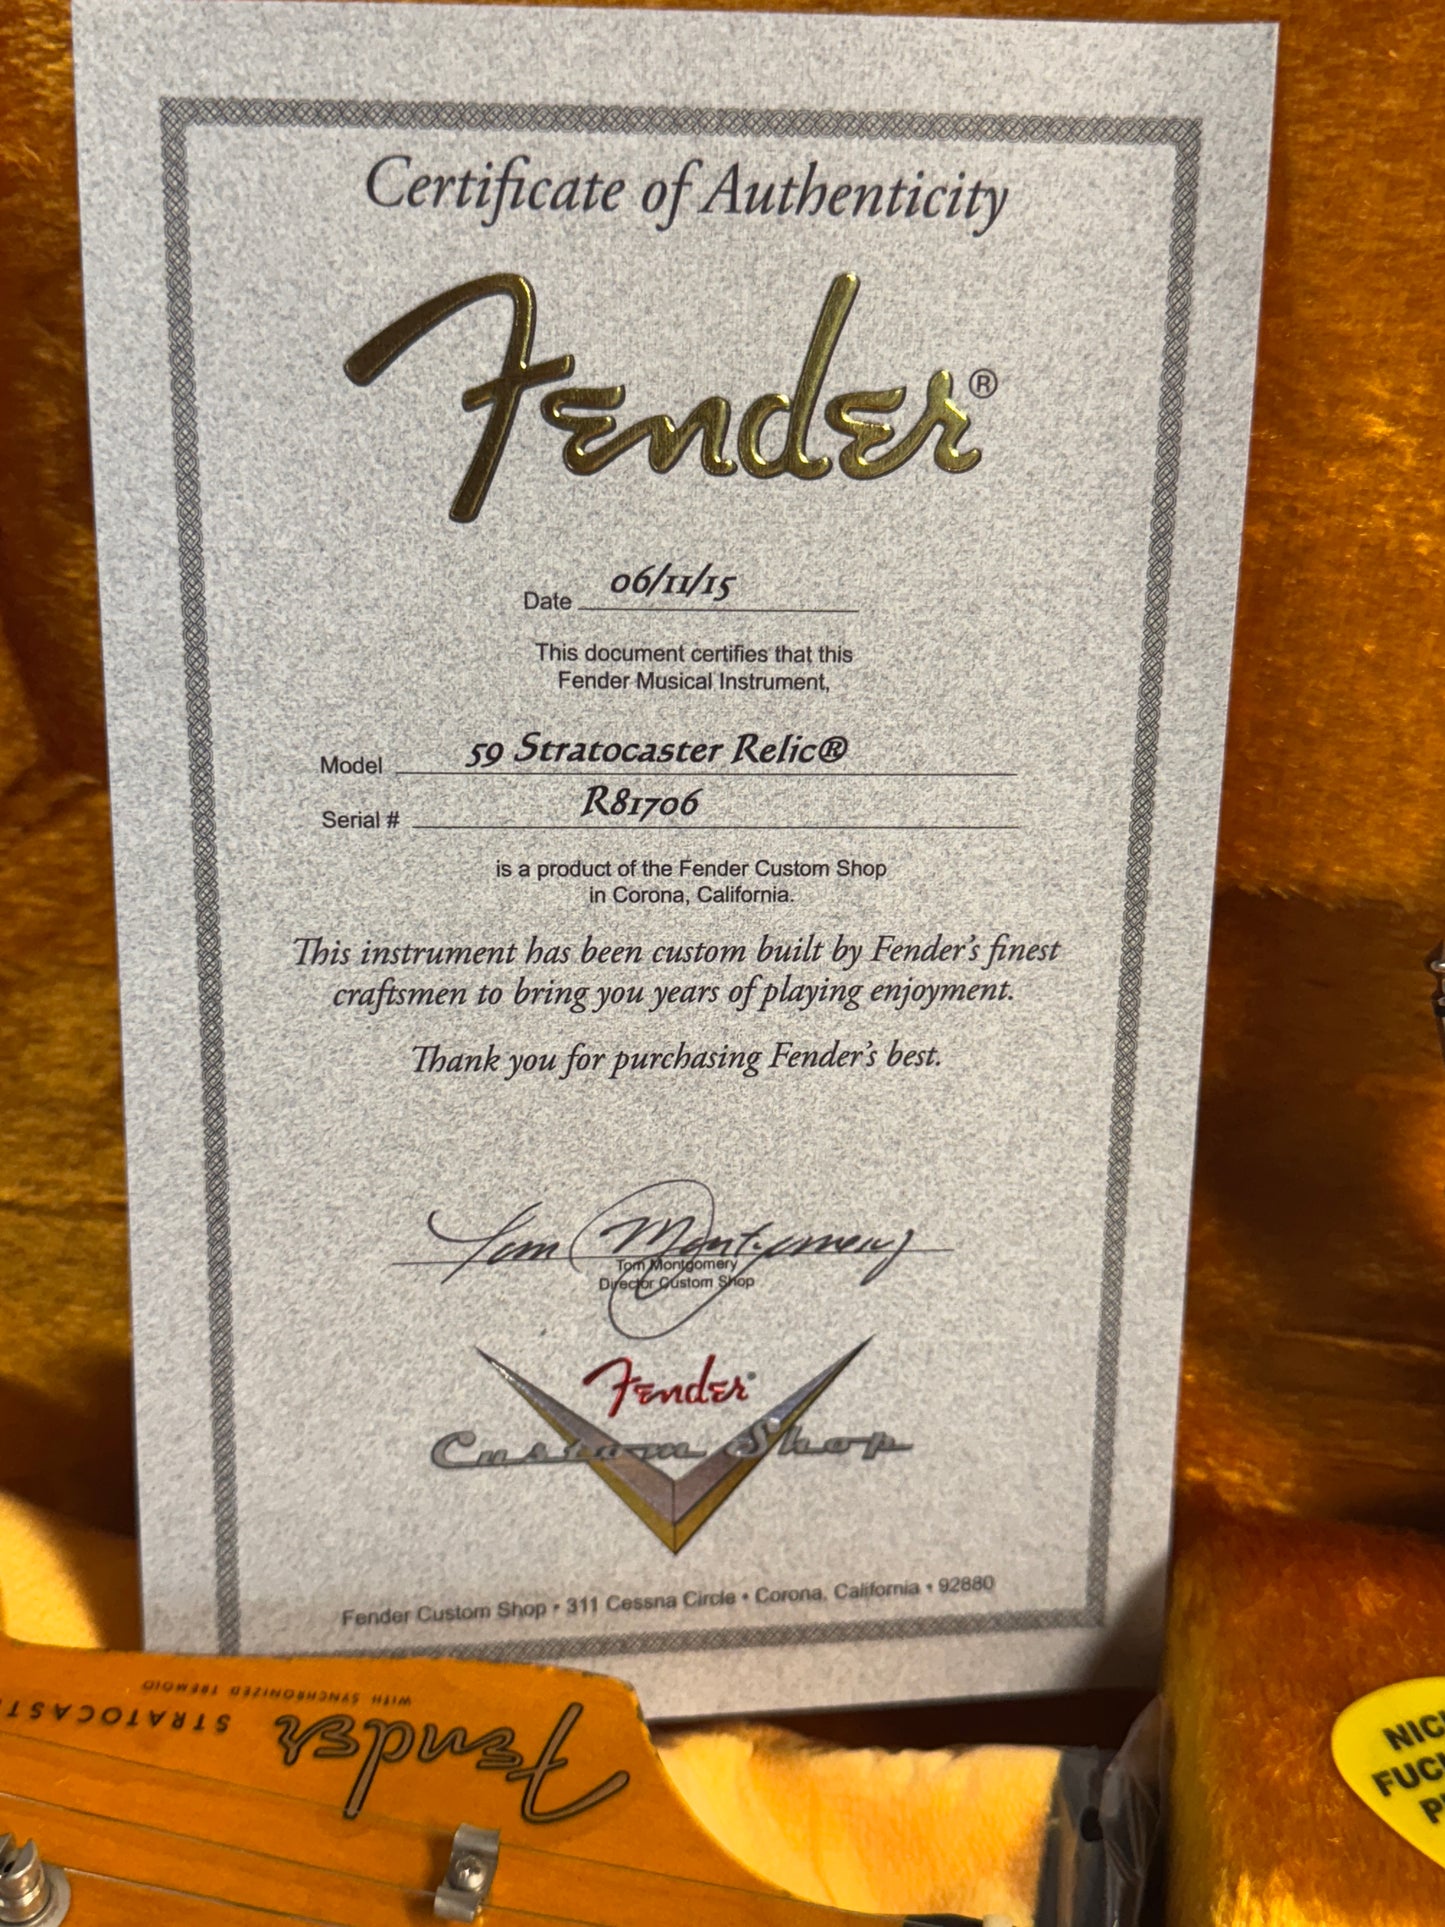 Certificate of Authenticity
Fender®
Date 06/11/15
This document certifies that this
Fender Musical Instrument,
Model 59 Stratocaster Relic®
Serial # R81706
is a product of the Fender Custom Shop
in Corona, California.
This instrument has been custom built by Fender's finest
craftsmen to bring you years of playing enjoyment.
Thank you for purchasing Fender's best.
Tom Montgomery
Tom Montgomery
Director Custom Shop
Fender®
Custom Shop
Fender Custom Shop • 311 Cessna Circle • Corona, California • 92880
Fender
WITH SYNCHRONIZED TREMOLO